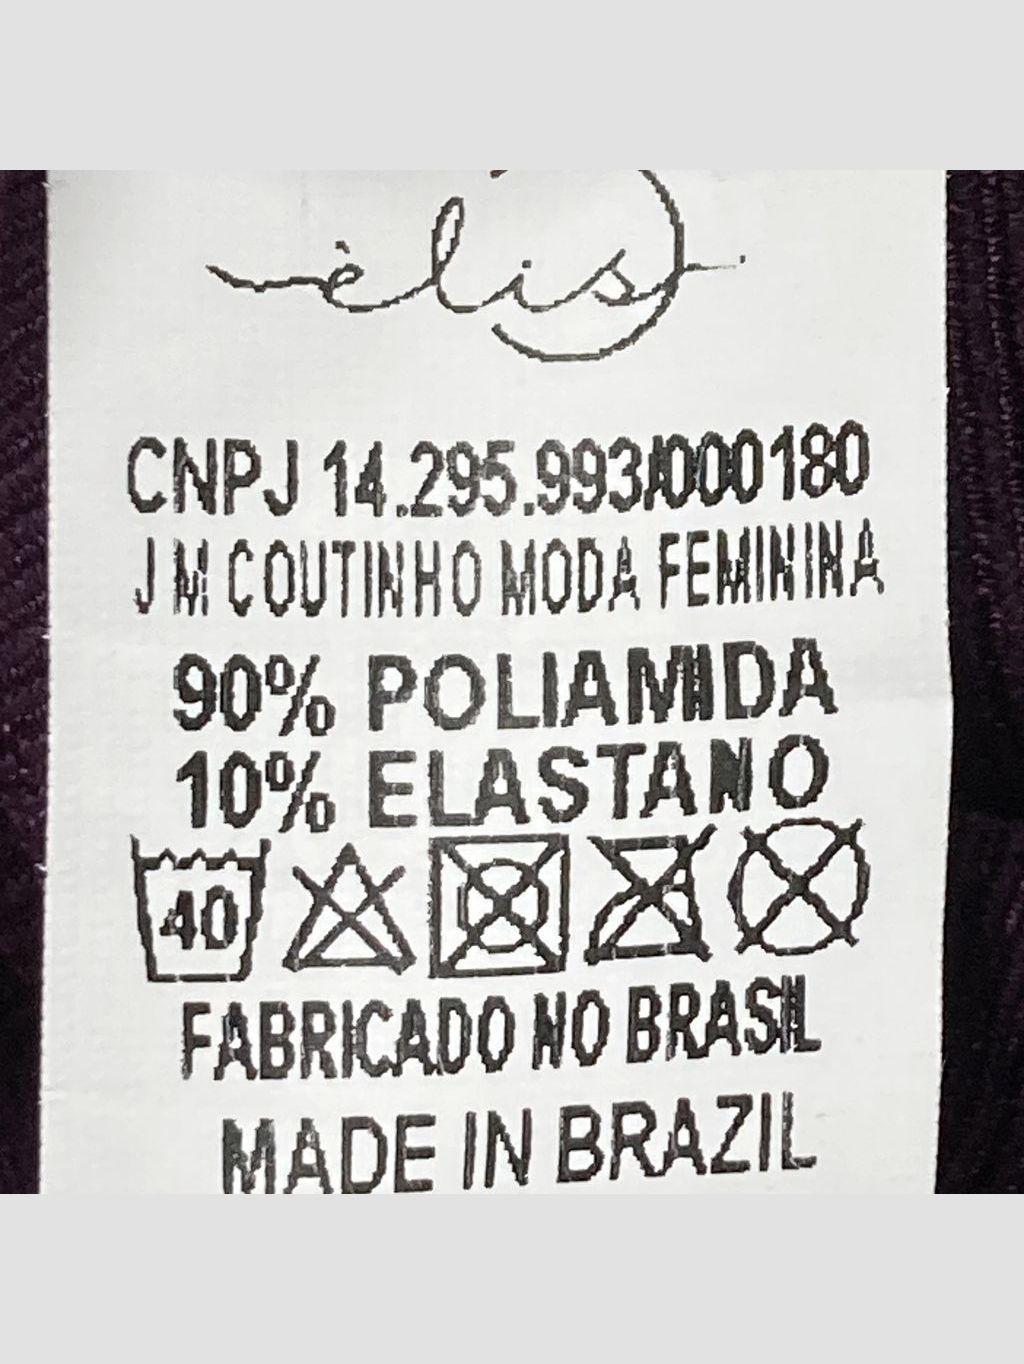 èlis
CNPJ 14.295.993/000180
J M COUTINHO MODA FEMININA
90% POLIAMIDA
10% ELASTANO
40
FABRICADO NO BRASIL
MADE IN BRAZIL